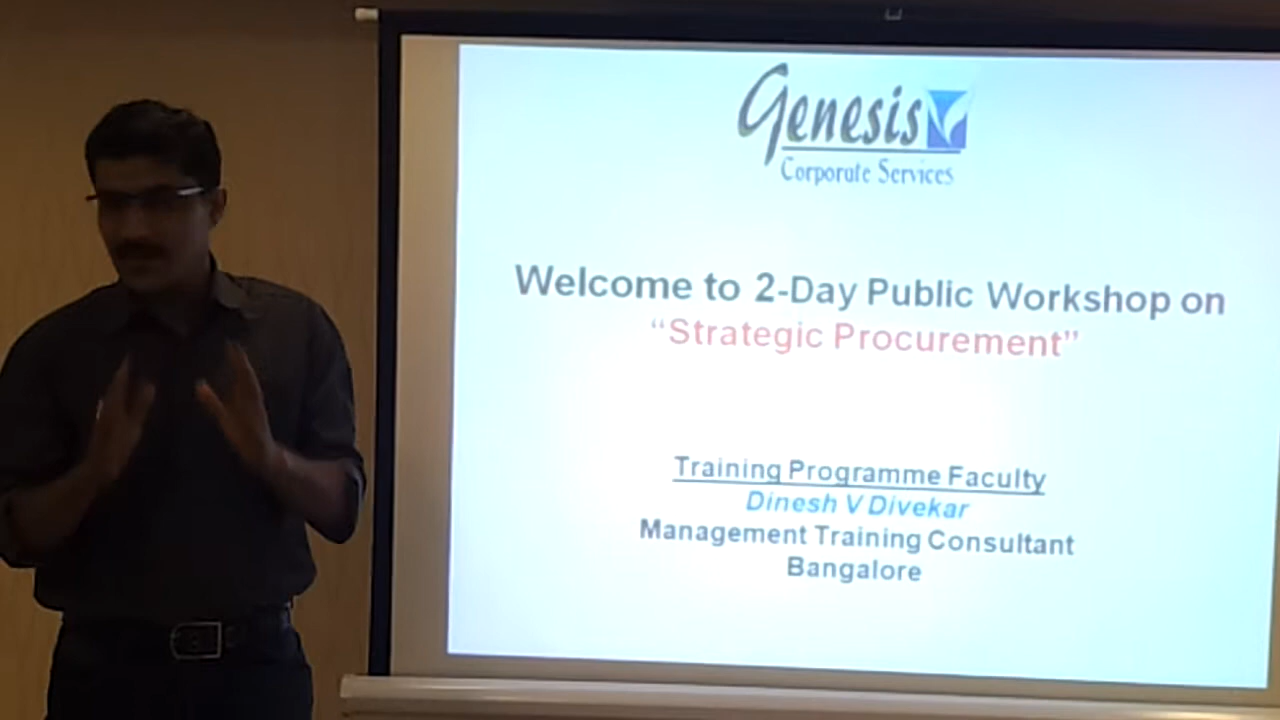 Genesis
Corporate Services
Welcome to 2-Day Public Workshop on
“Strategic Procurement”
Training Programme Faculty
Dinesh V Divekar
Management Training Consultant
Bangalore